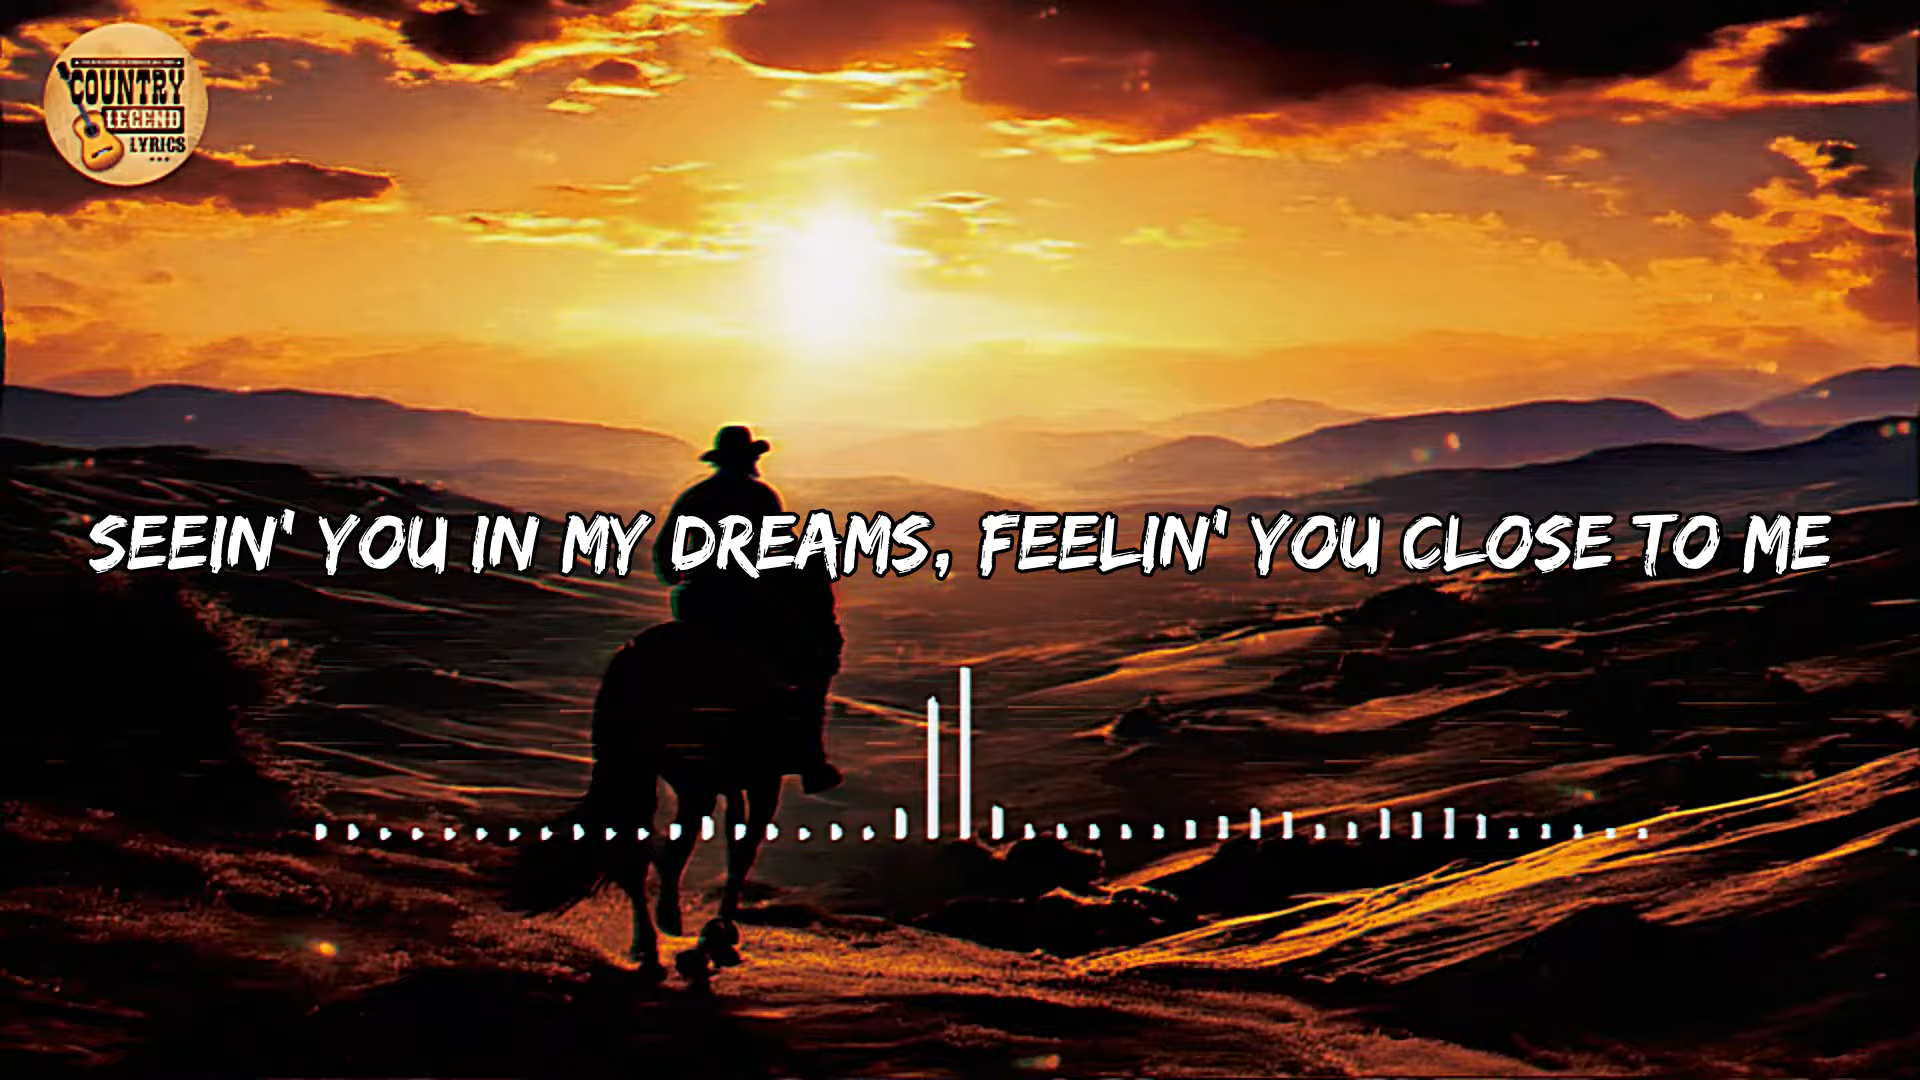 COUNTRY
LEGEND
LYRICS
SEEIN' YOU IN MY DREAMS, FEELIN' YOU CLOSE TO ME